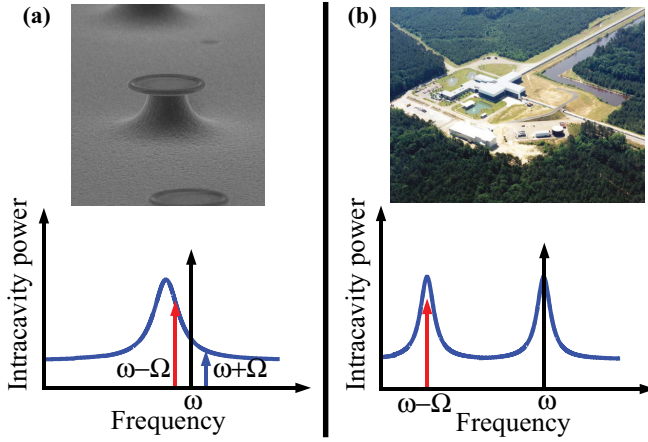 (a)
(b)
Intracavity power
ω−Ω
ω+Ω
ω
Frequency
Intracavity power
ω−Ω
ω
Frequency